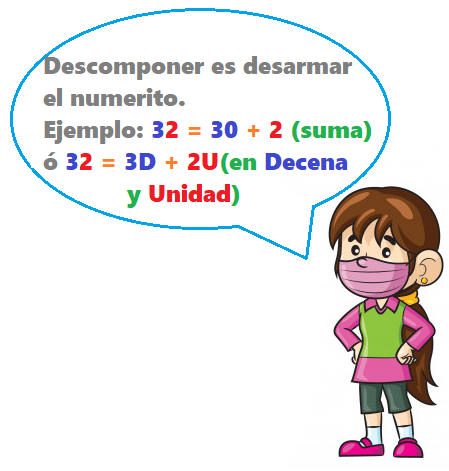 Descomponer es desarmar
el numerito.
Ejemplo: 32 = 30 + 2 (suma)
ó 32 = 3D + 2U(en Decena
y Unidad)